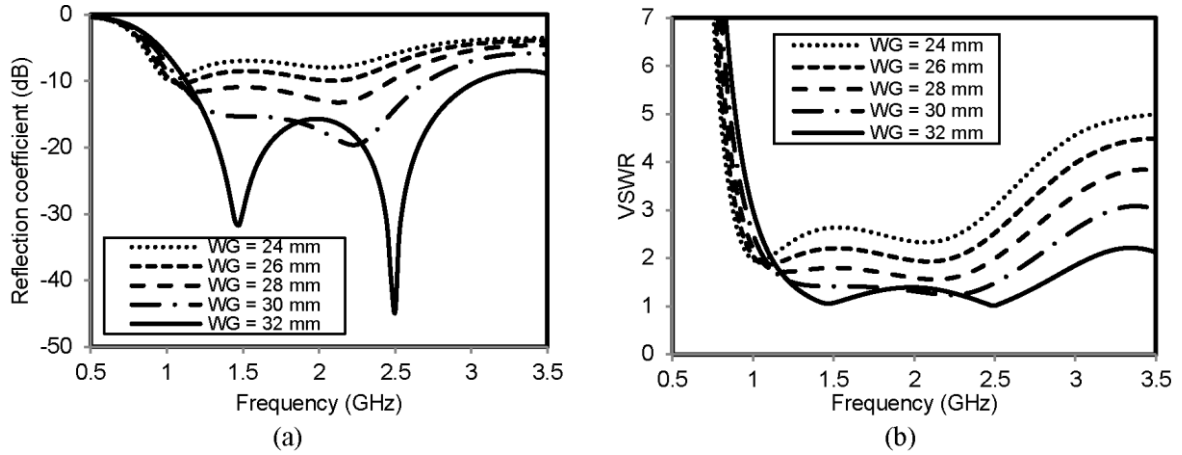 0
-10
-20
-30
-40
-50
Reflection coefficient (dB)
WG = 24 mm
WG = 26 mm
WG = 28 mm
WG = 30 mm
WG = 32 mm
0.5
1
1.5
2
2.5
3
3.5
Frequency (GHz)
(a)
7
6
5
4
3
2
1
0
VSWR
WG = 24 mm
WG = 26 mm
WG = 28 mm
WG = 30 mm
WG = 32 mm
0.5
1
1.5
2
2.5
3
3.5
Frequency (GHz)
(b)